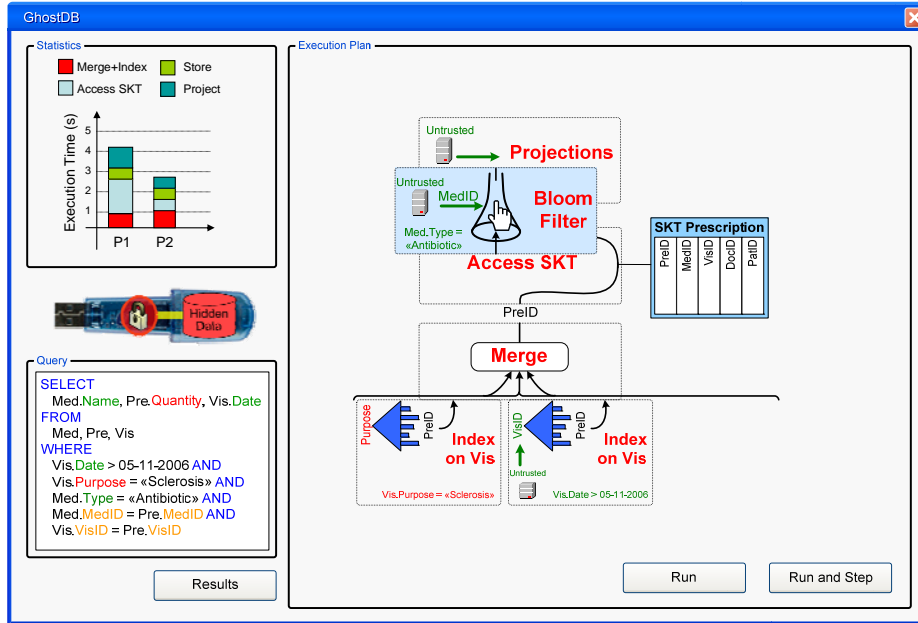 GhostDB
Statistics
Merge+Index
Store
Access SKT
Project
Execution Time (s)
5
4
3
2
1
P1
P2
Hidden
Data
Query
SELECT
Med.Name, Pre.Quantity, Vis.Date
FROM
Med, Pre, Vis
WHERE
Vis.Date > 05-11-2006 AND
Vis.Purpose = «Sclerosis» AND
Med.Type = «Antibiotic» AND
Med.MedID = Pre.MedID AND
Vis.VisID = Pre.VisID
Results
Execution Plan
Untrusted
Projections
Untrusted
MedID
Bloom
Filter
Med.Type =
«Antibiotic»
Access SKT
SKT Prescription
PreID
MedID
VisID
DocID
PatID
PreID
Merge
Purpose
PreID
Index
on Vis
Vis.Purpose = «Sclerosis»
VisID
PreID
Index
on Vis
Untrusted
Vis.Date > 05-11-2006
Run
Run and Step